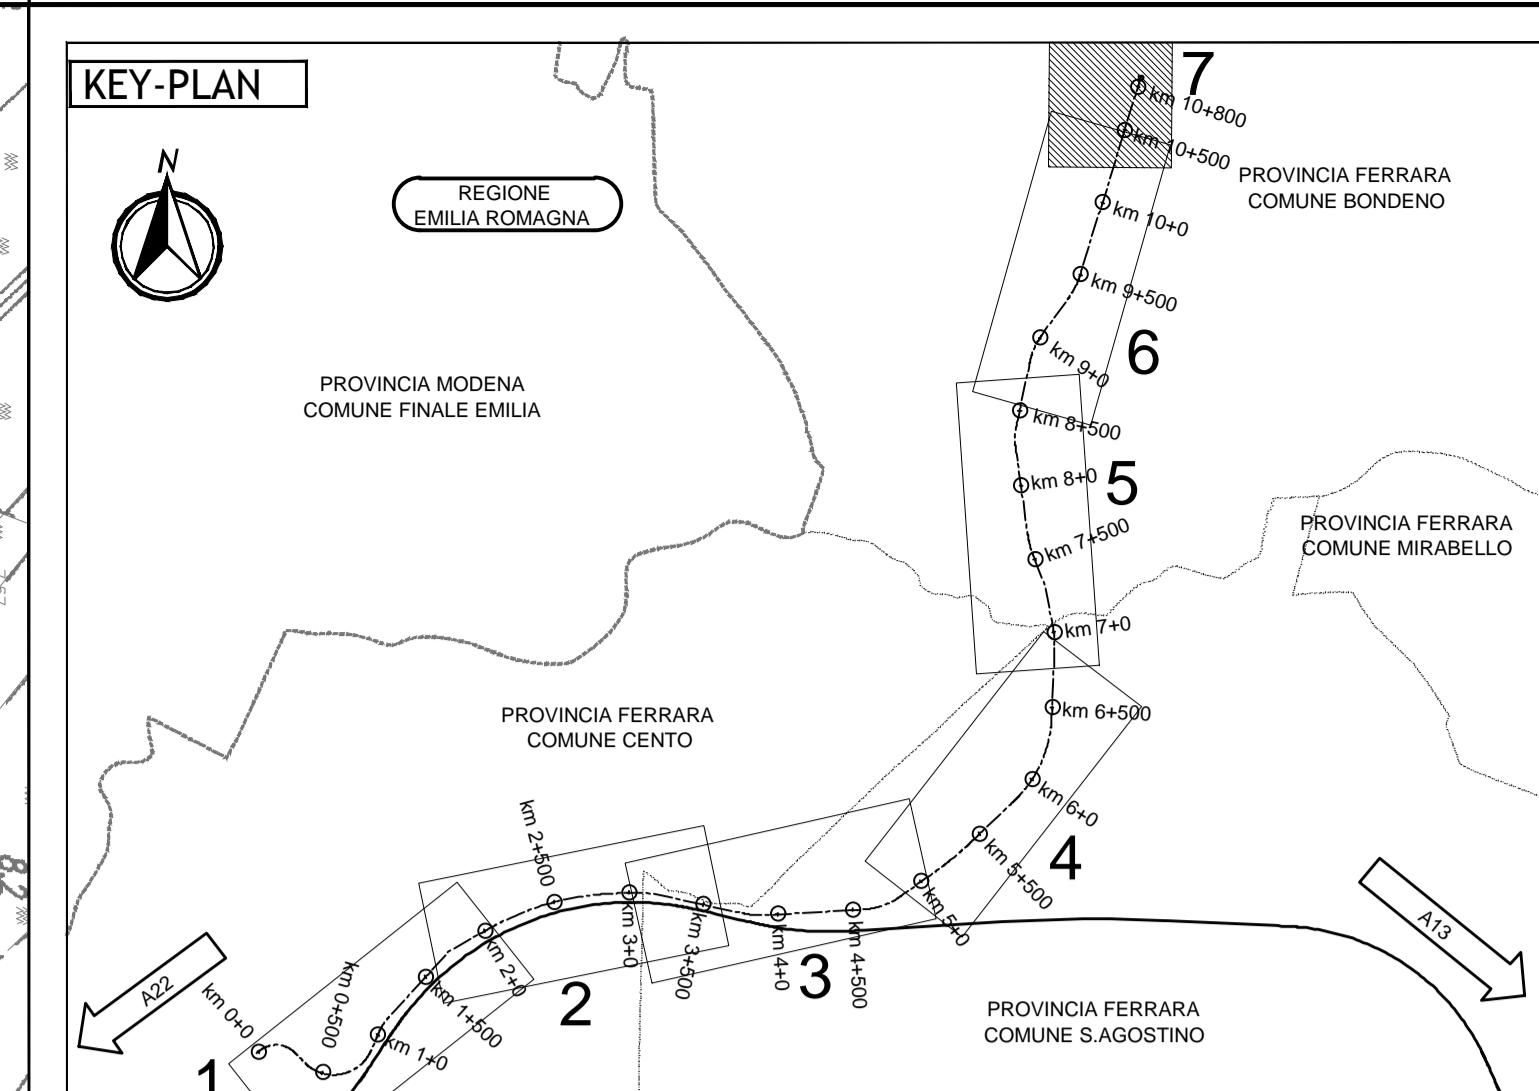 KEY-PLAN
N
REGIONE
EMILIA ROMAGNA
7
km 10+800
km 10+500
PROVINCIA FERRARA
COMUNE BONDENO
km 10+0
km 9+500
6
km 9+0
PROVINCIA MODENA
COMUNE FINALE EMILIA
km 8+500
km 8+0
5
km 7+500
PROVINCIA FERRARA
COMUNE MIRABELLO
km 7+0
km 6+500
PROVINCIA FERRARA
COMUNE CENTO
km 6+0
km 5+500
4
km 5+0
km 2+500
km 3+0
km 3+500
km 4+0
km 4+500
3
A13
8.2
A22
km 0+0
km 0+500
km 2+0
km 1+500
2
km 1+0
1
PROVINCIA FERRARA
COMUNE S.AGOSTINO